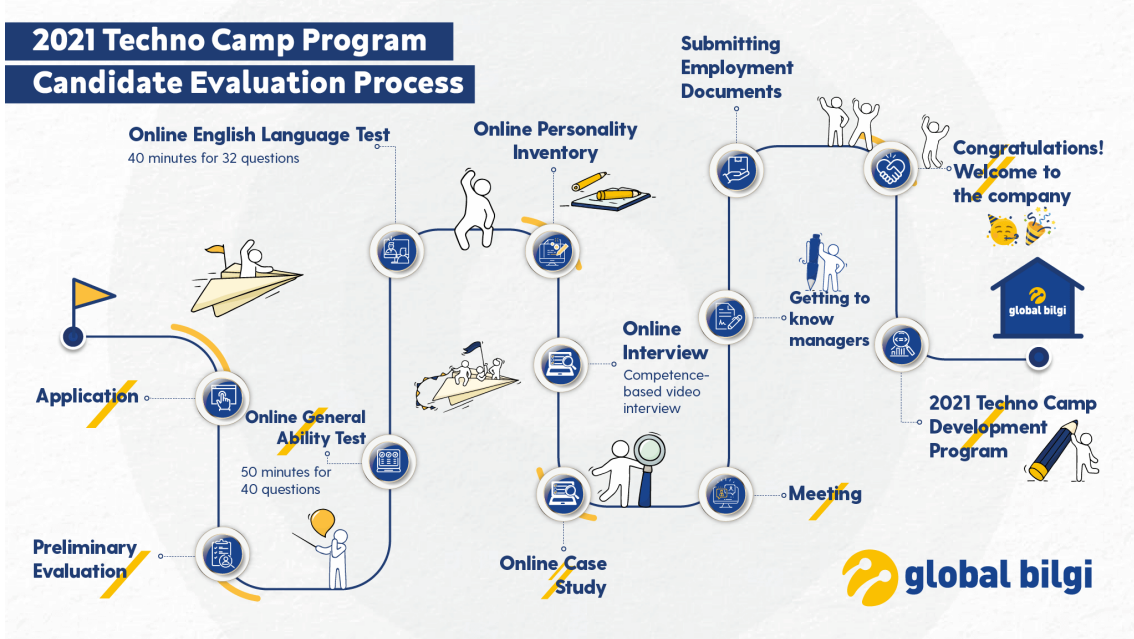 2021 Techno Camp Program
Candidate Evaluation Process
Application
Preliminary
Evaluation
Online General
Ability Test
50 minutes for
40 questions
Online English Language Test
40 minutes for 32 questions
Online Personality
Inventory
Online
Interview
Competence-
based video
interview
Online Case
Study
Meeting
Getting to
know
managers
Submitting
Employment
Documents
Congratulations!
Welcome to
the company
2021 Techno Camp
Development
Program
global bilgi
global bilgi